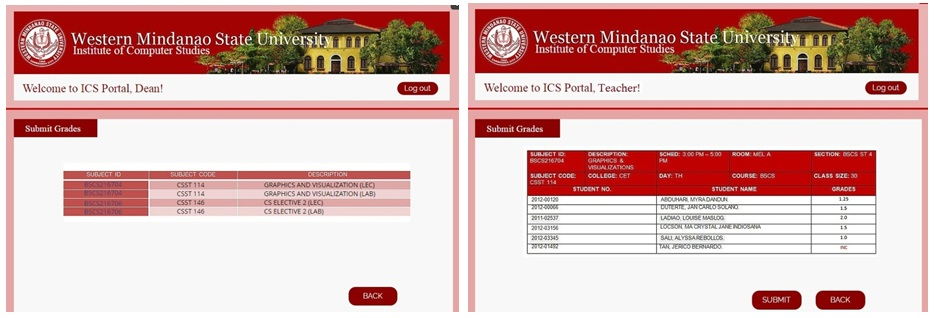 Western Mindanao State University
Institute of Computer Studies
Welcome to ICS Portal, Dean!
Log out
Submit Grades
SUBJECT ID SUBJECT CODE DESCRIPTION
BSCS216704 CSST 114 GRAPHICS AND VISUALIZATION (LEC)
BSCS216704 CSST 114 GRAPHICS AND VISUALIZATION (LAB)
BSCS216706 CSST 146 CS ELECTIVE 2 (LEC)
BSCS216706 CSST 146 CS ELECTIVE 2 (LAB)
BACK
Western Mindanao State University
Institute of Computer Studies
Welcome to ICS Portal, Teacher!
Log out
Submit Grades
SUBJECT ID: BSCS216704 DESCRIPTION: GRAPHICS & VISUALIZATIONS SCHED: 3:00 PM – 5:00 PM ROOM: MEL A SECTION: BSCS ST 4
SUBJECT CODE: CSST 114 COLLEGE: CET DAY: TH COURSE: BSCS CLASS SIZE: 30
STUDENT NO. STUDENT NAME GRADES
2012-00120 ABDUHARI, MYRA DANDUN. 1.25
2012-00066 DUTERTE, JAN CARLO SOLANO. 1.5
2011-02537 LADIAO, LOUISE MASLOG. 2.0
2012-03156 LOCSON, MA CRYSTAL JANE INDIOSANA 1.5
2012-03345 SALI, ALYSSA REBOLLOS. 1.0
2012-01492 TAN, JERICO BERNARDO. INC
SUBMIT BACK